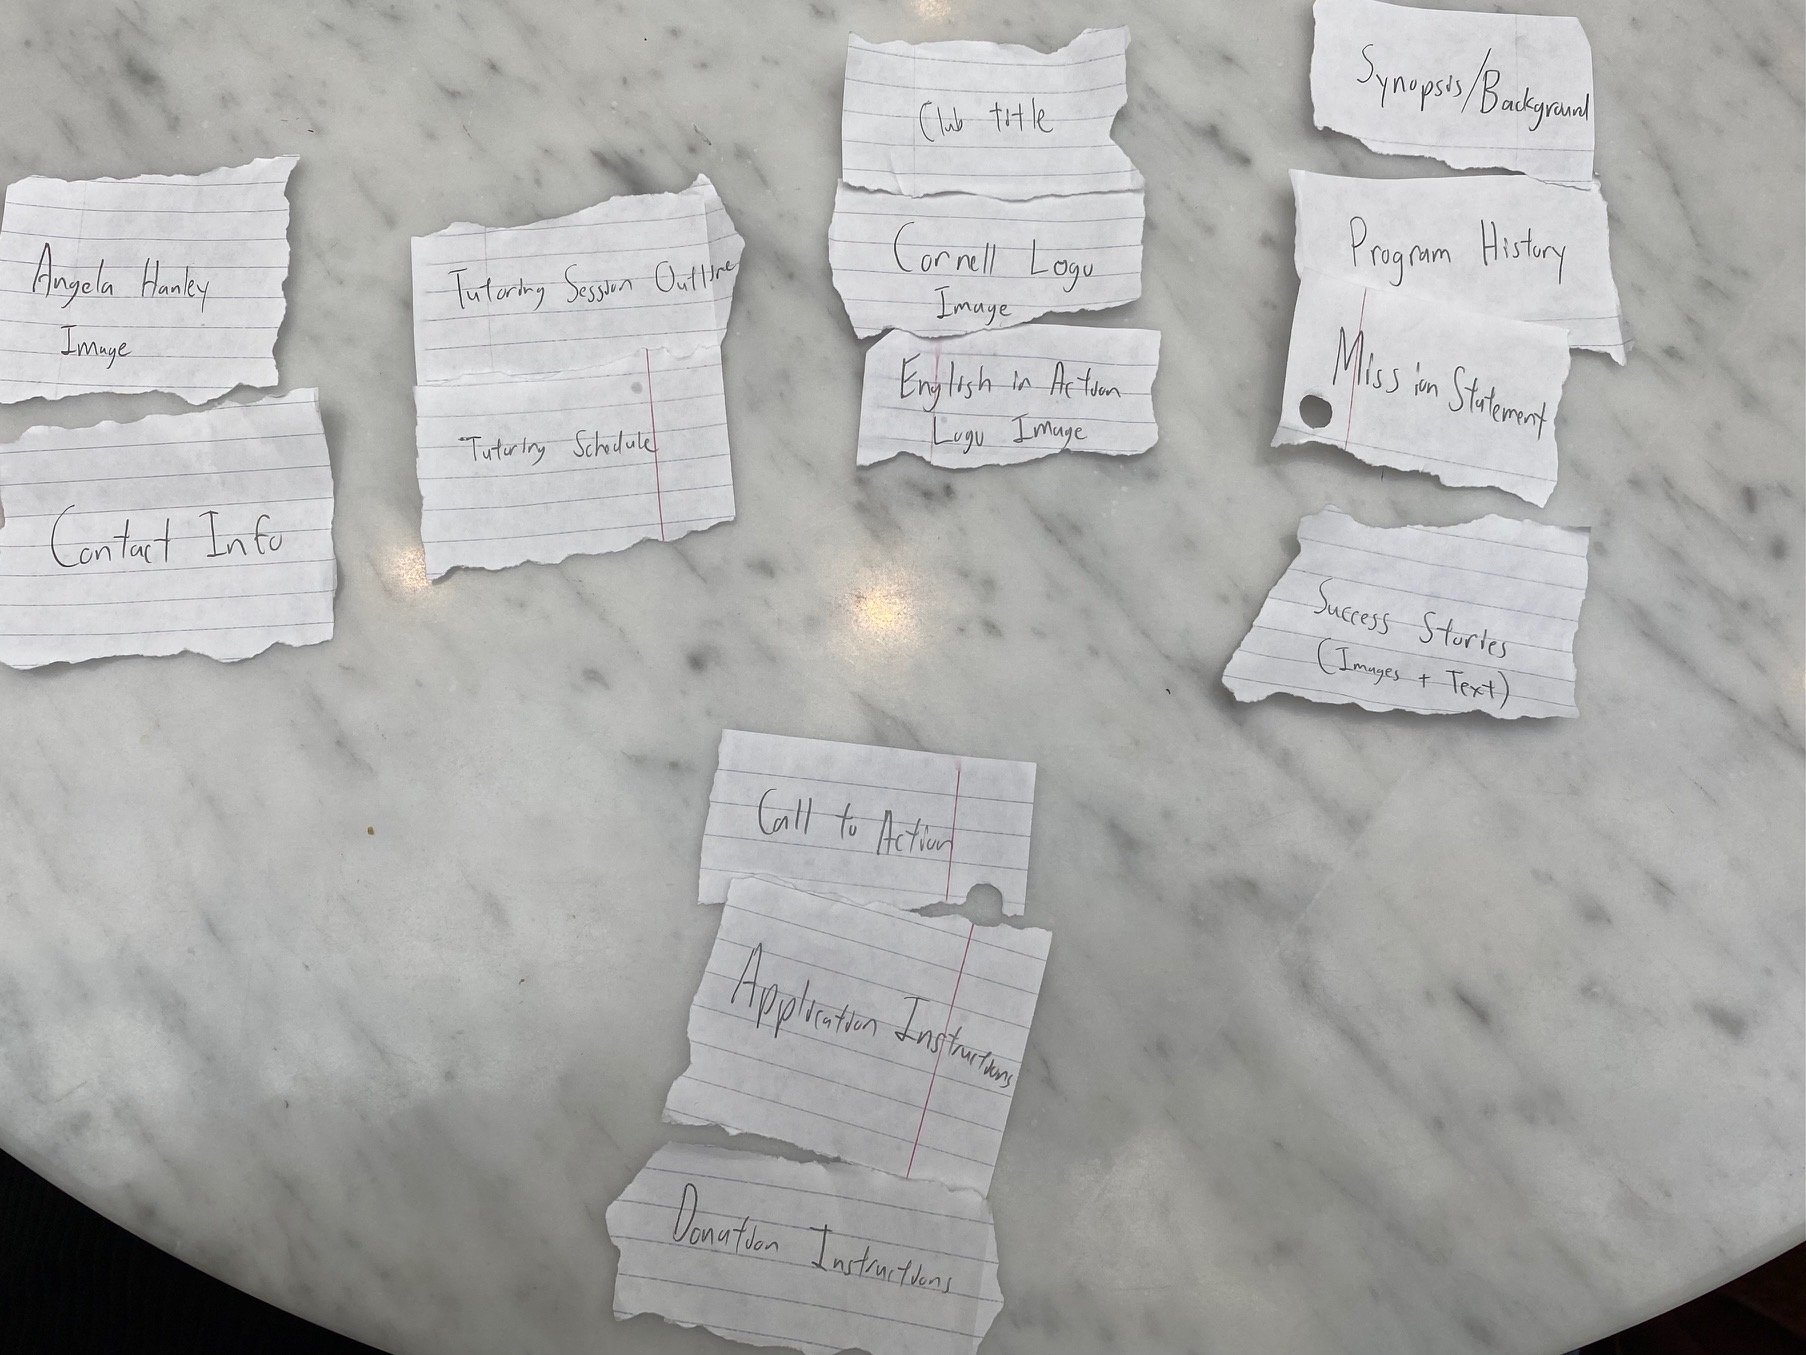 Angela Hanley
Image
Contact Info
Tutoring Session Outline
Tutoring Schedule
Club title
Cornell Logo
Image
English in Action
Logo Image
Synopsis/Background
Program History
Mission Statement
Success Stories
(Images + Text)
Call to Action
Application Instructions
Donation Instructions